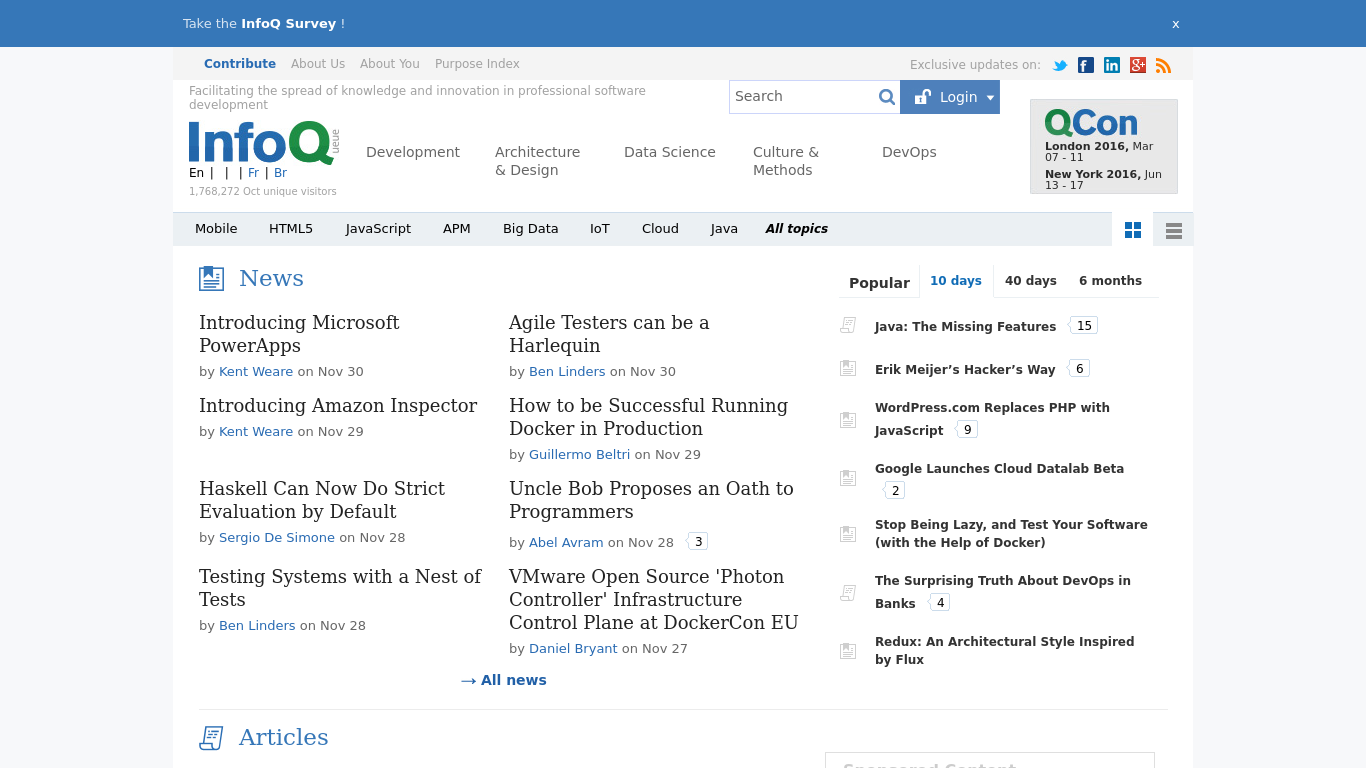 Take the InfoQ Survey !
x
Contribute About Us About You Purpose Index
Exclusive updates on:
Facilitating the spread of knowledge and innovation in professional software
development
Search
Login
InfoQ
En | | | Fr | Br
1,768,272 Oct unique visitors
Development
Architecture
& Design
Data Science
Culture &
Methods
DevOps
QCon
London 2016, Mar
07 - 11
New York 2016, Jun
13 - 17
Mobile HTML5 JavaScript APM Big Data IoT Cloud Java All topics
News
Introducing Microsoft
PowerApps
by Kent Weare on Nov 30
Agile Testers can be a
Harlequin
by Ben Linders on Nov 30
Introducing Amazon Inspector
by Kent Weare on Nov 29
How to be Successful Running
Docker in Production
by Guillermo Beltri on Nov 29
Haskell Can Now Do Strict
Evaluation by Default
by Sergio De Simone on Nov 28
Uncle Bob Proposes an Oath to
Programmers
by Abel Avram on Nov 28 3
Testing Systems with a Nest of
Tests
by Ben Linders on Nov 28
VMware Open Source 'Photon
Controller' Infrastructure
Control Plane at DockerCon EU
by Daniel Bryant on Nov 27
→ All news
Popular 10 days 40 days 6 months
Java: The Missing Features 15
Erik Meijer’s Hacker’s Way 6
WordPress.com Replaces PHP with
JavaScript 9
Google Launches Cloud Datalab Beta
2
Stop Being Lazy, and Test Your Software
(with the Help of Docker)
The Surprising Truth About DevOps in
Banks 4
Redux: An Architectural Style Inspired
by Flux
Articles
Sponsored Content